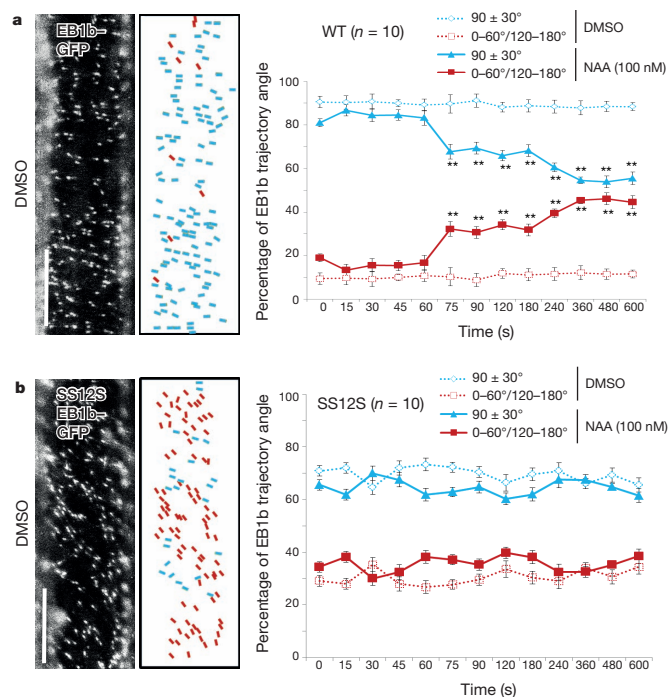 a
EB1b–
GFP
DMSO
WT (n = 10)
90 ± 30°
0–60°/120–180°
DMSO
90 ± 30°
0–60°/120–180°
NAA (100 nM)
Percentage of EB1b trajectory angle
100
80
60
40
20
0
** ** ** ** ** ** ** **
** ** ** ** ** ** ** **
0 15 30 45 60 75 90 120 180 240 360 480 600
Time (s)
b
SS12S
EB1b–
GFP
DMSO
SS12S (n = 10)
90 ± 30°
0–60°/120–180°
DMSO
90 ± 30°
0–60°/120–180°
NAA (100 nM)
Percentage of EB1b trajectory angle
100
80
60
40
20
0
0 15 30 45 60 75 90 120 180 240 360 480 600
Time (s)